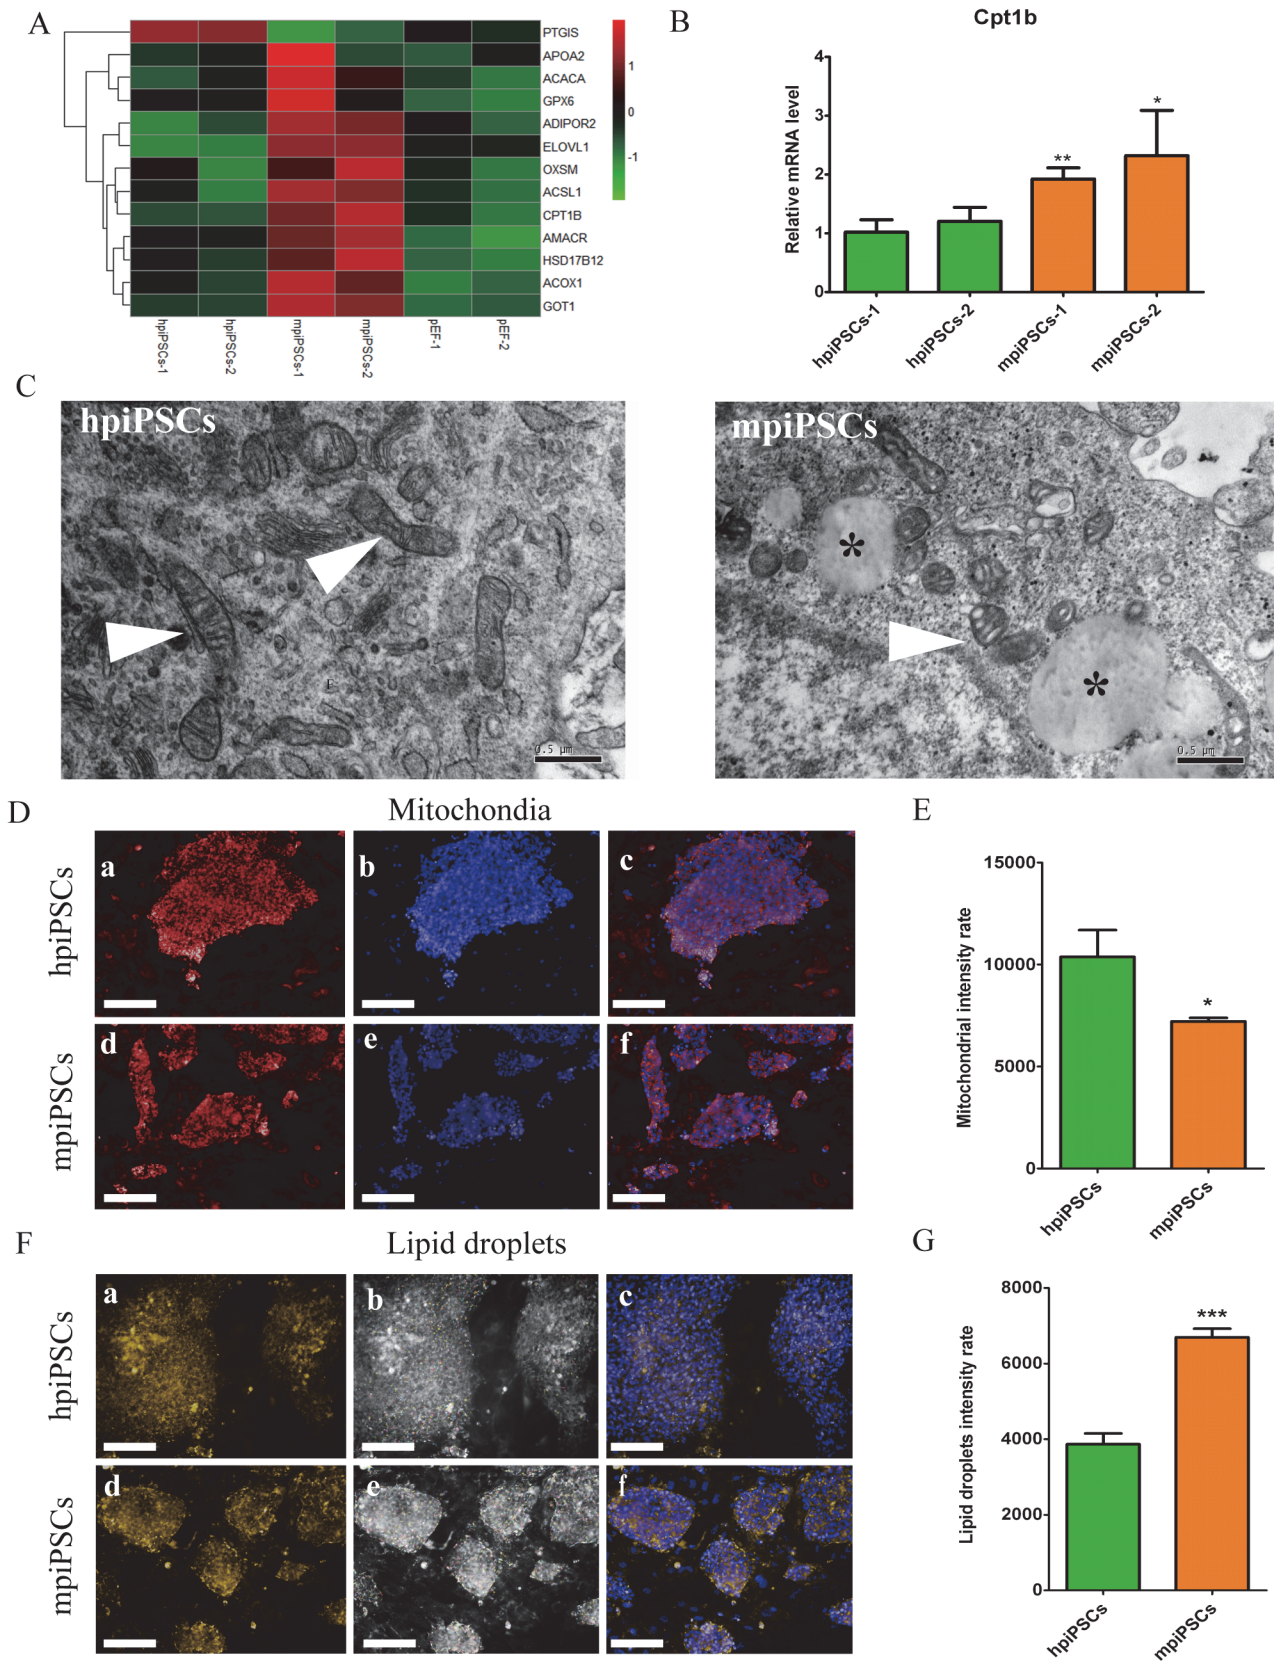 A
PTGIS
APOA2
ACACA
GPX6
ADIPOR2
ELOVL1
OXSM
ACSL1
CPT1B
AMACR
HSD17B12
ACOX1
GOT1
1
0
-1
hpiPSCs-1
hpiPSCs-2
mpiPSCs-1
mpiPSCs-2
pEF-1
pEF-2
B
Cpt1b
Relative mRNA level
4
3
2
1
0
**
*
hpiPSCs-1
hpiPSCs-2
mpiPSCs-1
mpiPSCs-2
C
hpiPSCs
0.5 µm
mpiPSCs
*
*
0.5 µm
D
Mitochondia
hpiPSCs
a
b
c
mpiPSCs
d
e
f
E
Mitochondrial intensity rate
15000
10000
5000
0
*
hpiPSCs
mpiPSCs
F
Lipid droplets
hpiPSCs
a
b
c
mpiPSCs
d
e
f
G
Lipid droplets intensity rate
8000
6000
4000
2000
0
***
hpiPSCs
mpiPSCs